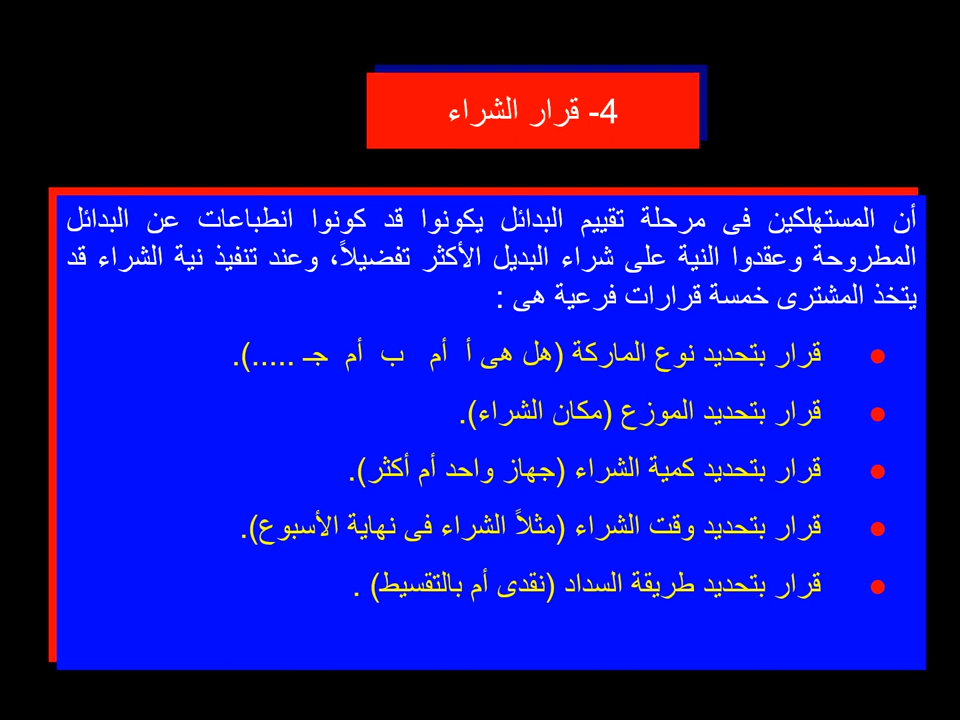 4- قرار الشراء
أن المستهلكين فى مرحلة تقييم البدائل يكونوا قد كونوا انطباعات عن البدائل
المطروحة وعقدوا النية على شراء البديل الأكثر تفضيلاً، وعند تنفيذ نية الشراء قد
يتخذ المشترى خمسة قرارات فرعية هى :
● قرار بتحديد نوع الماركة (هل هى أ أم ب أم جـ .....).
● قرار بتحديد الموزع (مكان الشراء).
● قرار بتحديد كمية الشراء (جهاز واحد أم أكثر).
● قرار بتحديد وقت الشراء (مثلاً الشراء فى نهاية الأسبوع).
● قرار بتحديد طريقة السداد (نقدى أم بالتقسيط) .